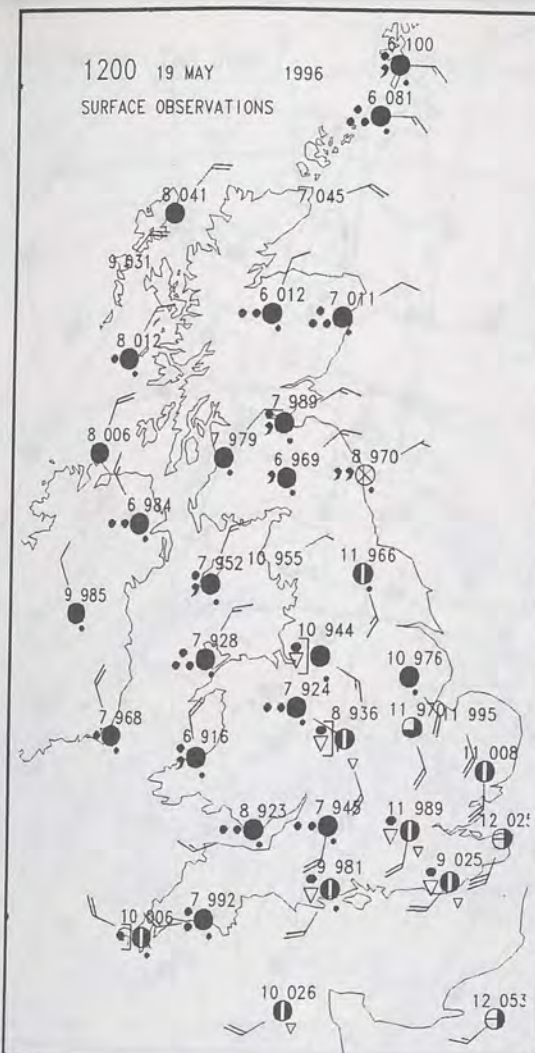 6 100
1200 19 MAY 1996
6 081
SURFACE OBSERVATIONS
8 041 7 045
9 031
6 012 7 011
8 012
7 989
8 006 7 979 6 969 8 970
6 984
7 952 10 955 11 966
9 985
7 928 10 944 10 976
7 924
7 968 6 916 8 936 11 970 11 995
11 008
8 923 7 945 11 989 12 025
9 981 9 025
10 006 7 992
10 026 12 053